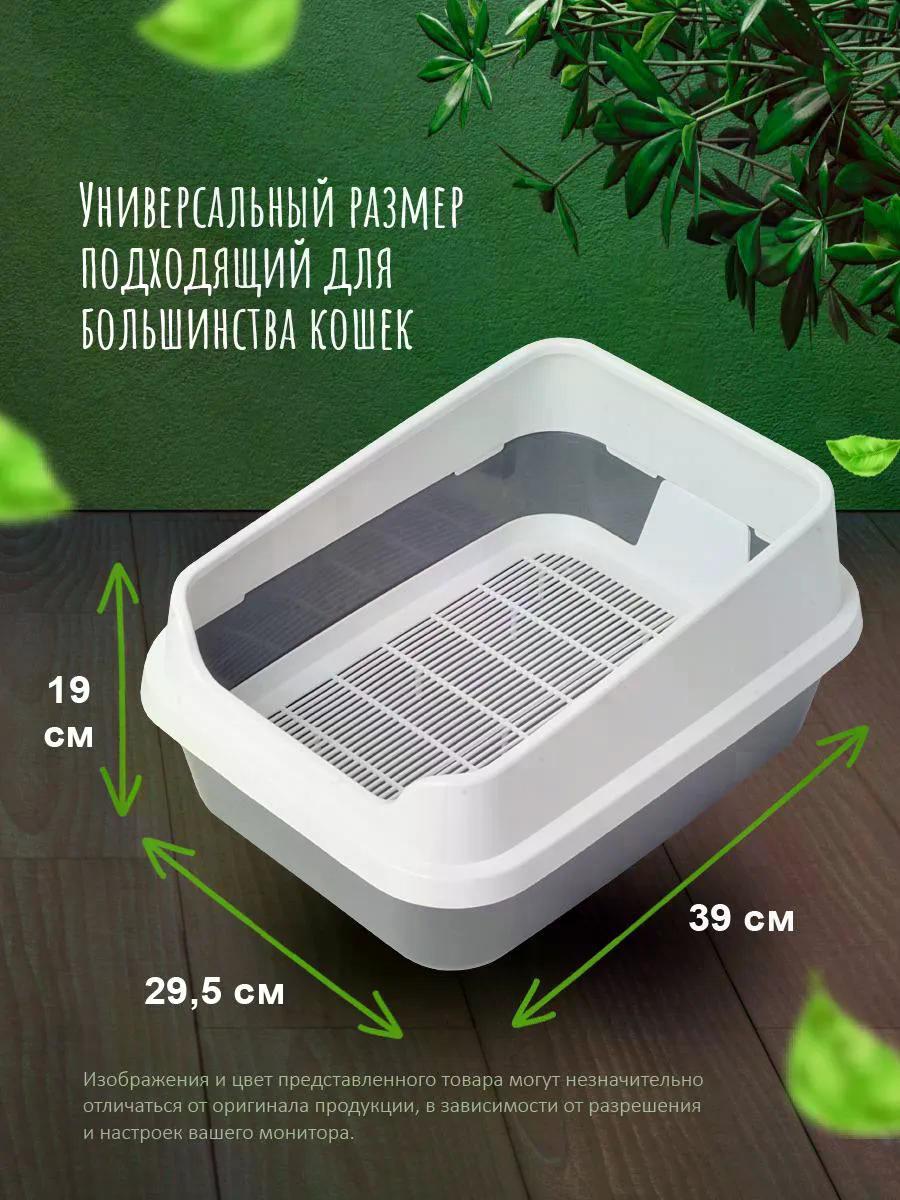 Универсальный размер
подходящий для
большинства кошек
19
см
39 см
29,5 см
Изображения и цвет представленного товара могут незначительно
отличаться от оригинала продукции, в зависимости от разрешения
и настроек вашего монитора.